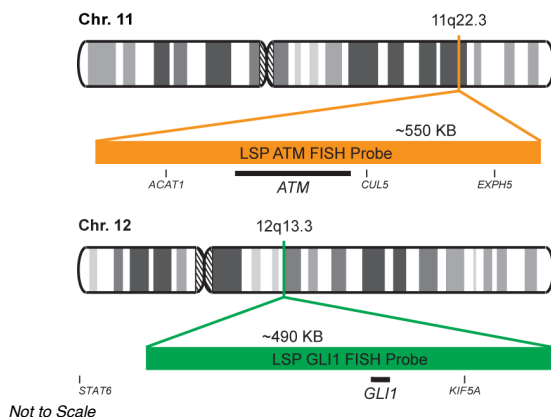 Chr. 11
11q22.3
~550 KB
LSP ATM FISH Probe
ACAT1 ATM CUL5 EXPH5
Chr. 12
12q13.3
~490 KB
LSP GLI1 FISH Probe
STAT6 GLI1 KIF5A
Not to Scale